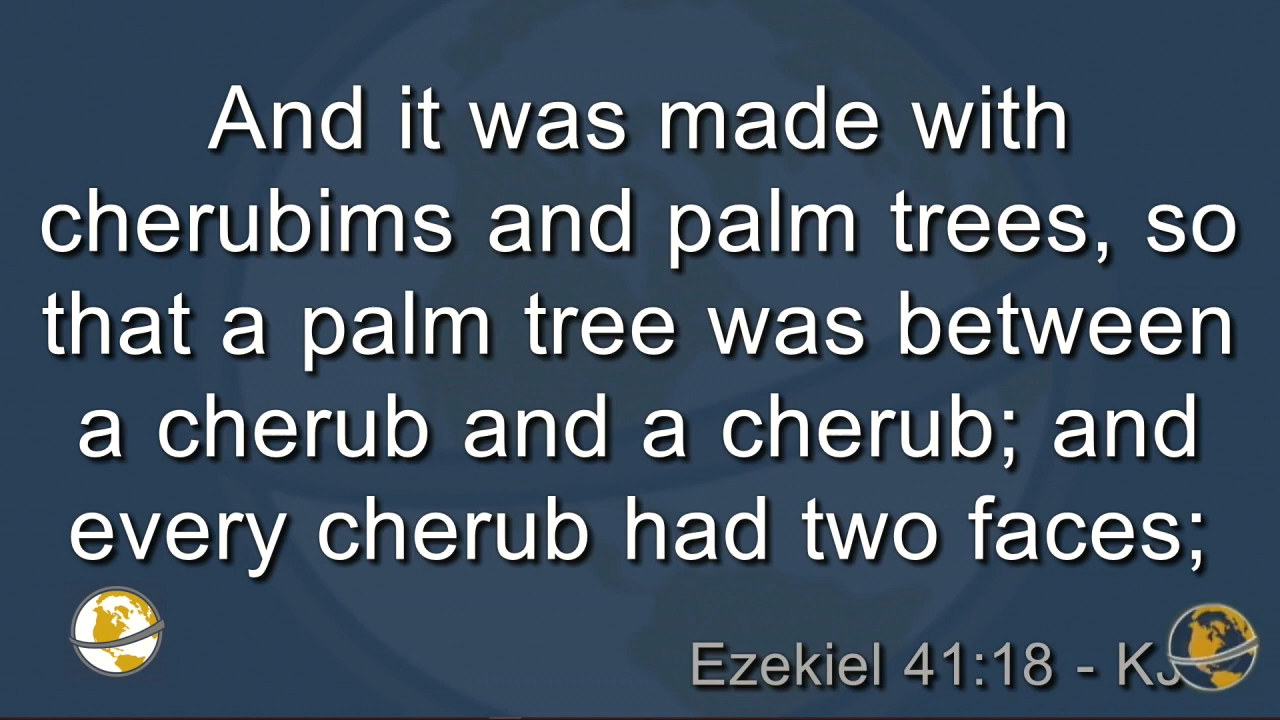 And it was made with
cherubims and palm trees, so
that a palm tree was between
a cherub and a cherub; and
every cherub had two faces;
Ezekiel 41:18 - KJ